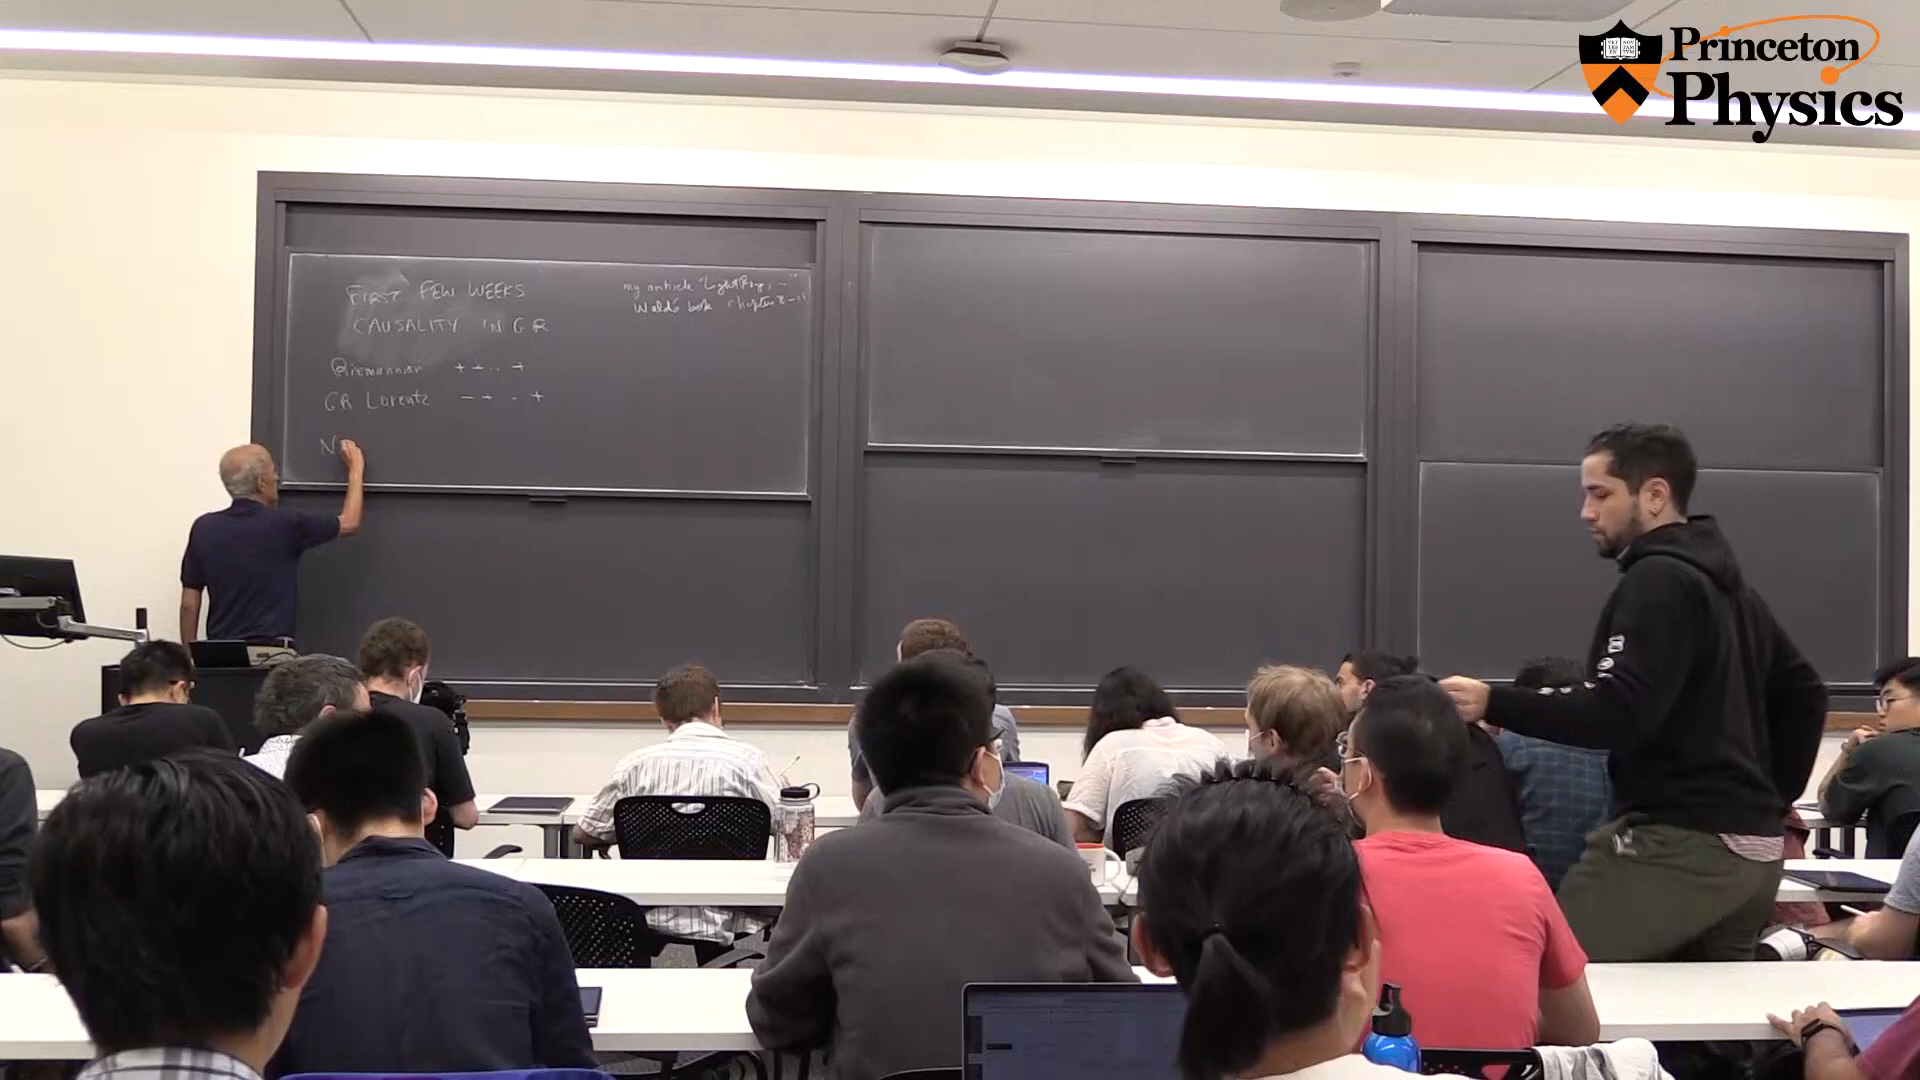 Princeton
Physics
FIRST FEW WEEKS
CAUSALITY IN GR
my article "Light Rays, ~"
Wald's book chapters 8-
Riemannian + + .. +
GR Lorentz - + . +
N